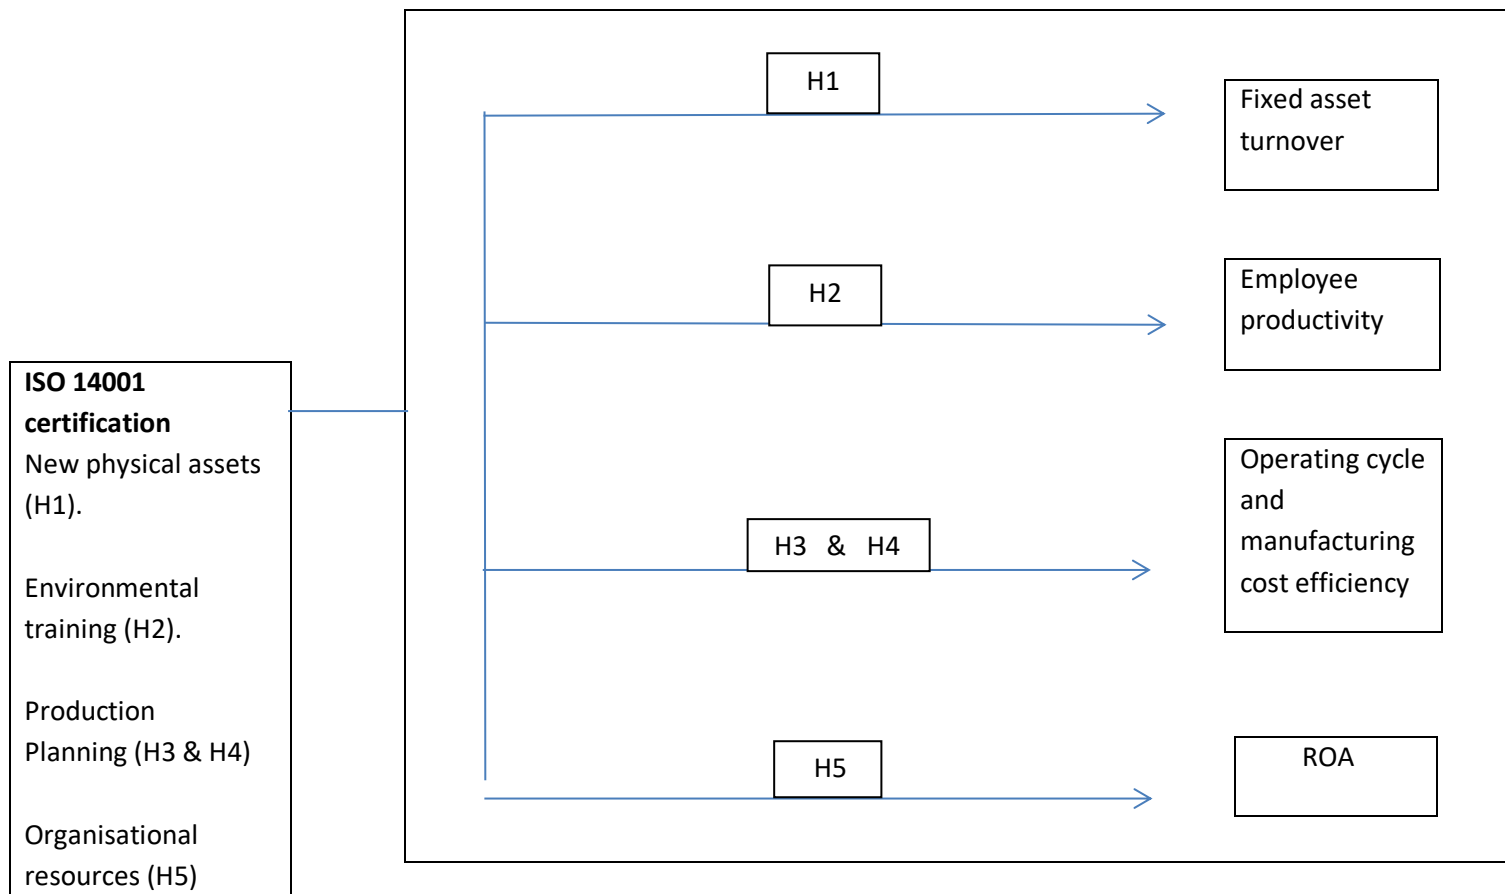 H1
Fixed asset
turnover
H2
Employee
productivity
ISO 14001
certification
New physical assets
(H1).
Environmental
training (H2).
Production
Planning (H3 & H4)
Organisational
resources (H5)
H3 & H4
Operating cycle
and
manufacturing
cost efficiency
H5
ROA